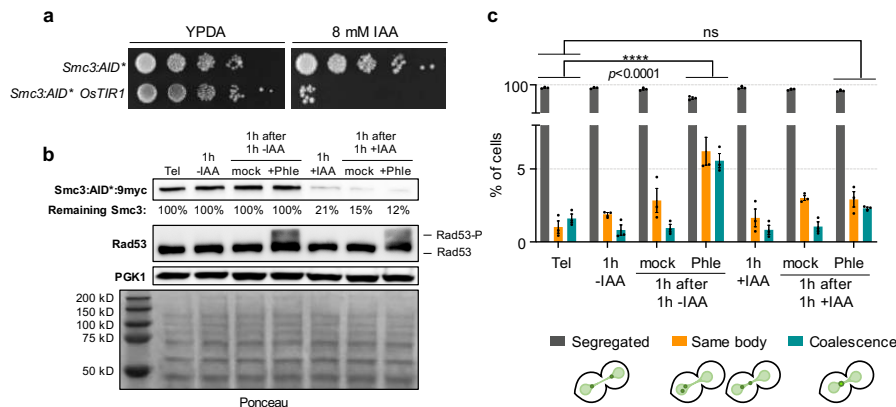 a
YPDA
8 mM IAA
Smc3:AID*
Smc3:AID* OsTIR1
b
Tel
1h
-IAA
1h after
1h -IAA
mock
+Phle
1h
+IAA
1h after
1h +IAA
mock
+Phle
Smc3:AID*:9myc
Remaining Smc3:
100% 100% 100% 100% 21% 15% 12%
Rad53
Rad53-P
Rad53
PGK1
200 kD
150 kD
100 kD
75 kD
50 kD
Ponceau
c
ns
****
p<0.0001
% of cells
100
5
0
Tel
1h
-IAA
mock
Phle
1h after
1h -IAA
1h
+IAA
mock
Phle
1h after
1h +IAA
Segregated
Same body
Coalescence